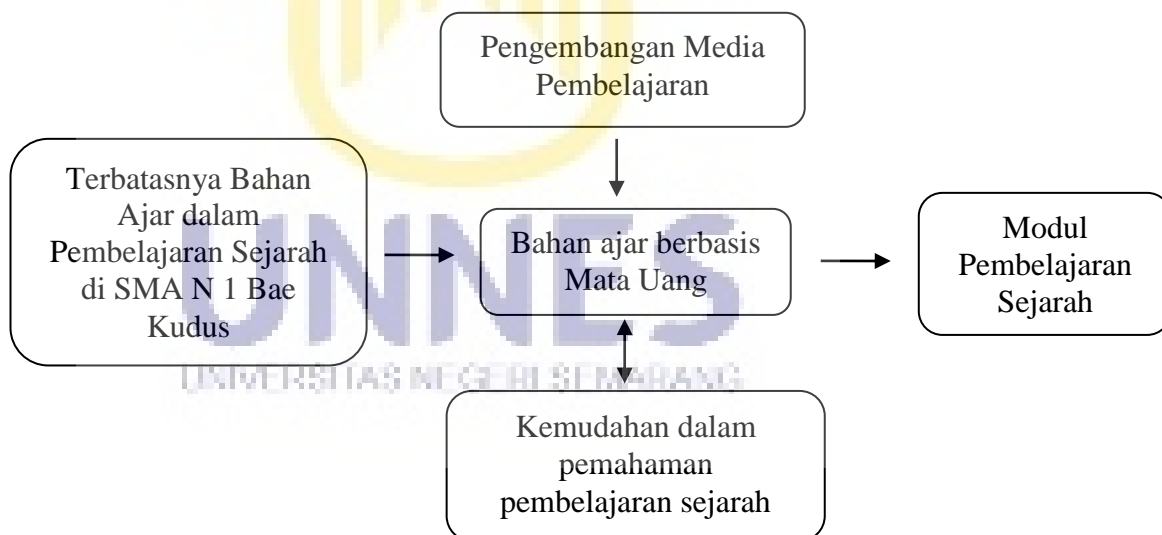 Pengembangan Media
Pembelajaran
Terbatasnya Bahan
Ajar dalam
Pembelajaran Sejarah
di SMA N 1 Bae
Kudus
Bahan ajar berbasis
Mata Uang
Modul
Pembelajaran
Sejarah
UNNES
UNIVERSITAS NEGERI SEMARANG
Kemudahan dalam
pemahaman
pembelajaran sejarah